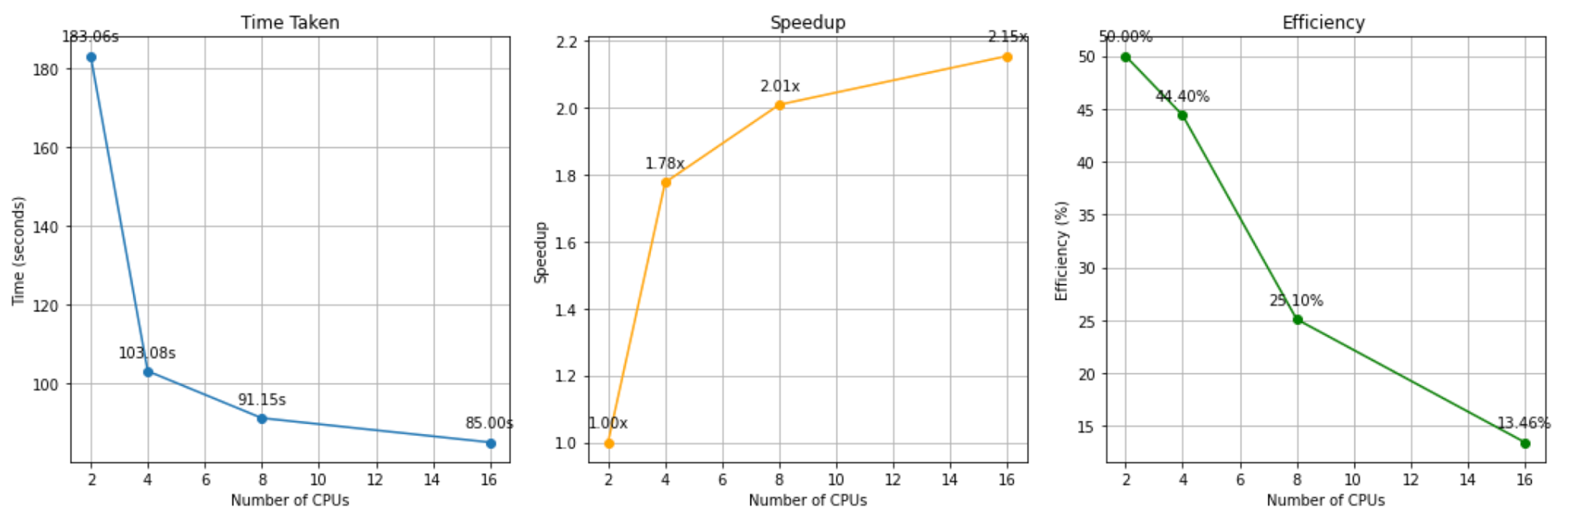 Time Taken
183.06s
180
160
140
120
100
103.08s
91.15s
85.00s
2 4 6 8 10 12 14 16
Number of CPUs
Time (seconds)
Speedup
2.15x
2.2
2.01x
2.0
1.78x
1.8
1.6
1.4
1.2
1.00x
1.0
2 4 6 8 10 12 14 16
Number of CPUs
Speedup
Efficiency
50.00%
50
44.40%
45
40
35
30
25.10%
25
20
13.46%
15
2 4 6 8 10 12 14 16
Number of CPUs
Efficiency (%)